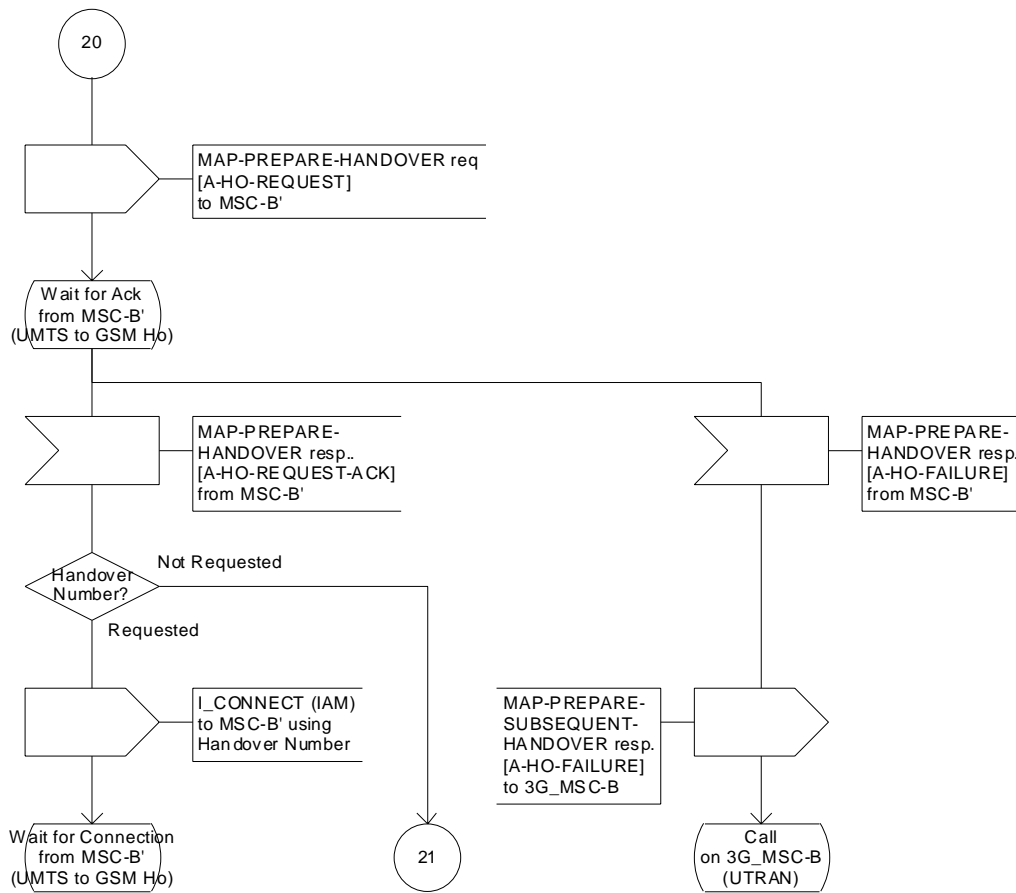 20
MAP-PREPARE-HANDOVER req
[A-HO-REQUEST]
to MSC-B'
Wait for Ack
from MSC-B'
(UMTS to GSM Ho)
MAP-PREPARE-
HANDOVER resp..
[A-HO-REQUEST-ACK]
from MSC-B'
MAP-PREPARE-
HANDOVER resp.
[A-HO-FAILURE]
from MSC-B'
Handover
Number?
Not Requested
Requested
I_CONNECT (IAM)
to MSC-B' using
Handover Number
MAP-PREPARE-
SUBSEQUENT-
HANDOVER resp.
[A-HO-FAILURE]
to 3G_MSC-B
Wait for Connection
from MSC-B'
(UMTS to GSM Ho)
21
Call
on 3G_MSC-B
(UTRAN)